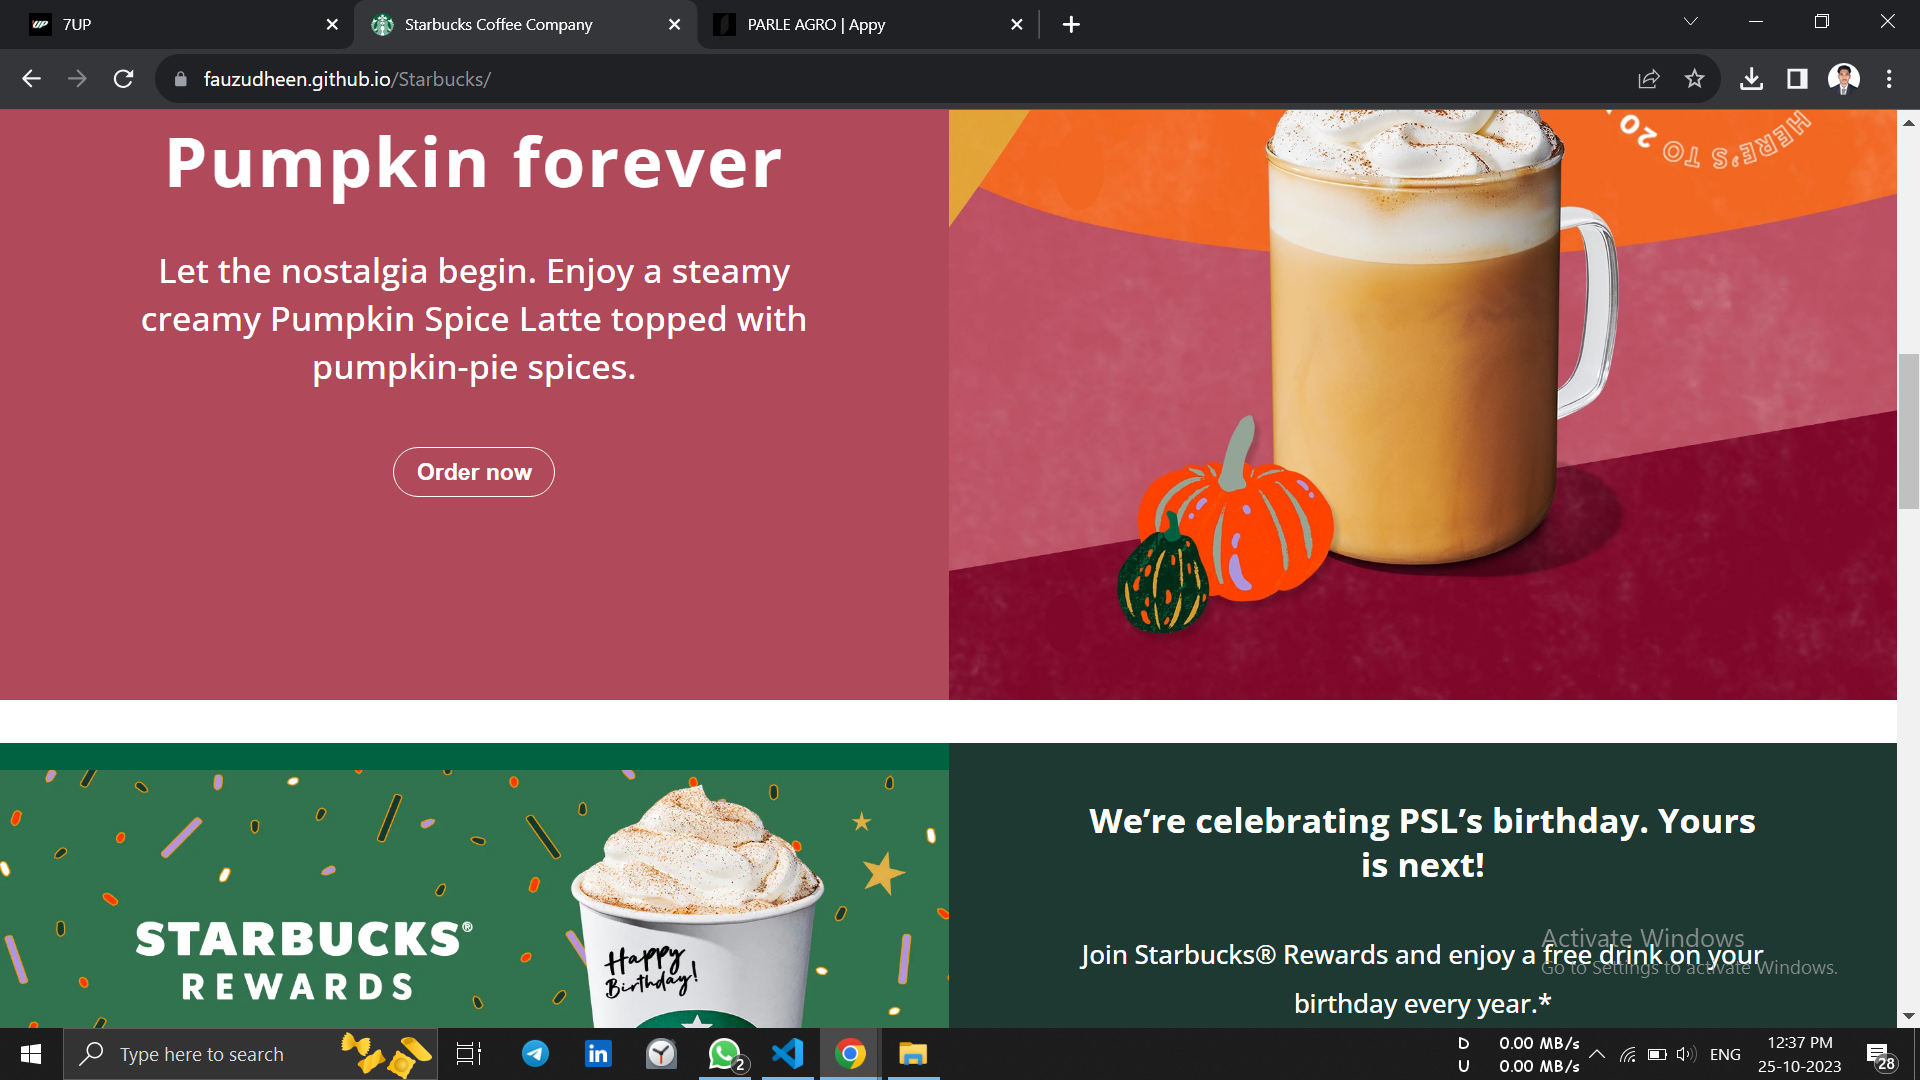 7UP
Starbucks Coffee Company
PARLE AGRO | Appy
fauzudheen.github.io/Starbucks/
Pumpkin forever
Let the nostalgia begin. Enjoy a steamy
creamy Pumpkin Spice Latte topped with
pumpkin-pie spices.
Order now
HERE'S TO 20
STARBUCKS®
REWARDS
Happy
Birthday!
We’re celebrating PSL’s birthday. Yours
is next!
Join Starbucks® Rewards and enjoy a free drink on your
birthday every year.*
Activate Windows
Go to Settings to activate Windows.
Type here to search
2
D 0.00 MB/s
U 0.00 MB/s
ENG
12:37 PM
25-10-2023
28